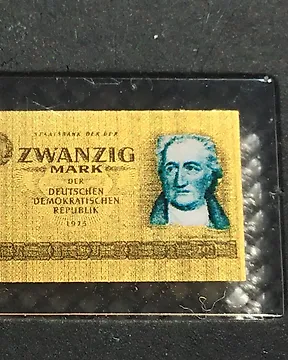 STAATSBANK DER DDR
ZWANZIG
MARK
DER
DEUTSCHEN
DEMOKRATISCHEN
REPUBLIK
1975